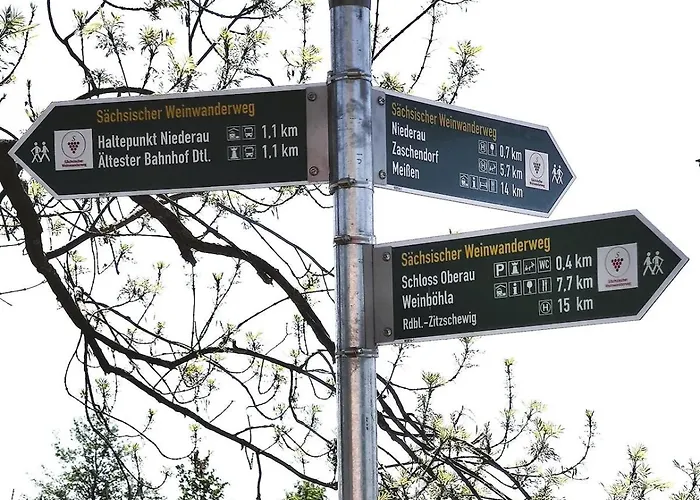 Sächsischer Weinwanderweg
Haltepunkt Niederau 1,1 km
Ältester Bahnhof Dtl. 1,1 km
Sächsischer Weinwanderweg
Niederau 0,7 km
Zaschendorf 5,7 km
Meißen 14 km
Sächsischer Weinwanderweg
Schloss Oberau P WC 0,4 km
Weinböhla 7,7 km
Rdbl.-Zitzschewig H 15 km